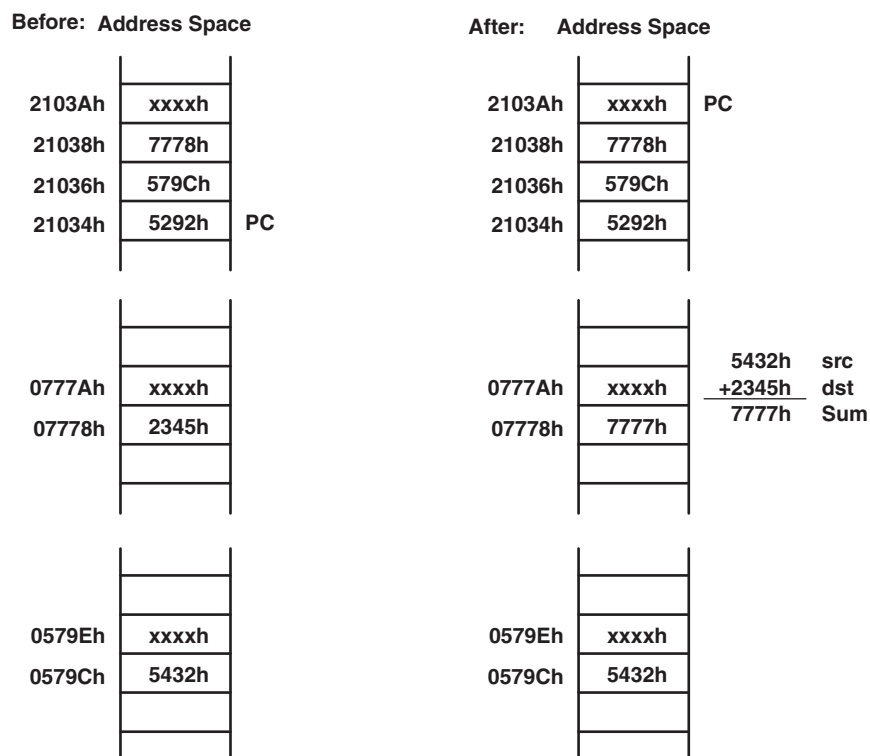 Before: Address Space
2103Ah xxxxh
21038h 7778h
21036h 579Ch
21034h 5292h PC
0777Ah xxxxh
07778h 2345h
0579Eh xxxxh
0579Ch 5432h
After: Address Space
2103Ah xxxxh PC
21038h 7778h
21036h 579Ch
21034h 5292h
0777Ah xxxxh
07778h 7777h
5432h src
+2345h dst
7777h Sum
0579Eh xxxxh
0579Ch 5432h